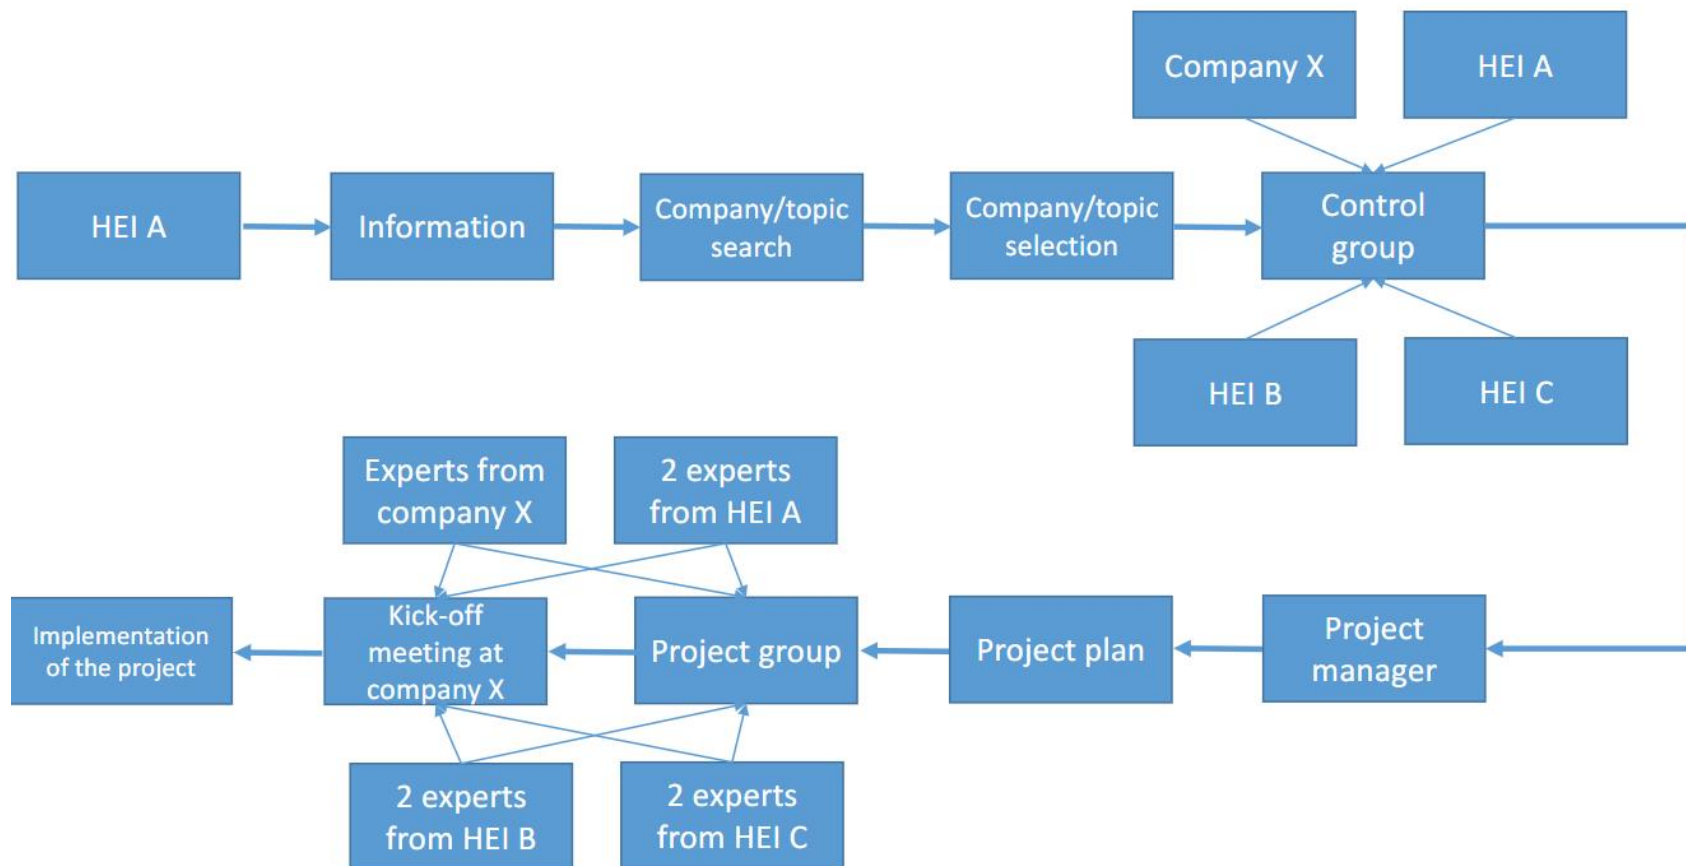 Company X
HEI A
HEI A
Information
Company/topic
search
Company/topic
selection
Control
group
HEI B
HEI C
Experts from
company X
2 experts
from HEI A
Implementation
of the project
Kick-off
meeting at
company X
Project group
Project plan
Project
manager
2 experts
from HEI B
2 experts
from HEI C